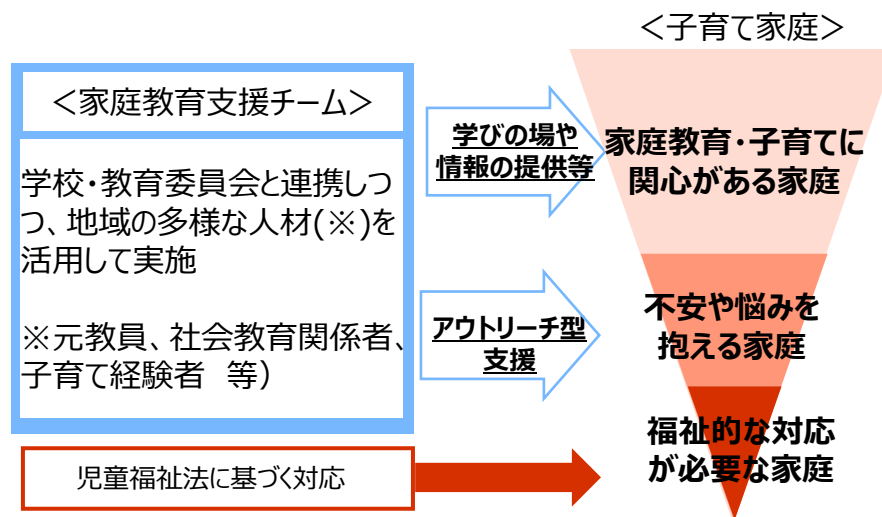 ＜子育て家庭＞
＜家庭教育支援チーム＞
学校・教育委員会と連携しつ
つ、地域の多様な人材(※)を
活用して実施
※元教員、社会教育関係者、
子育て経験者　等）
学びの場や
情報の提供等
家庭教育・子育てに
関心がある家庭
アウトリーチ型
支援
不安や悩みを
抱える家庭
児童福祉法に基づく対応
福祉的な対応
が必要な家庭